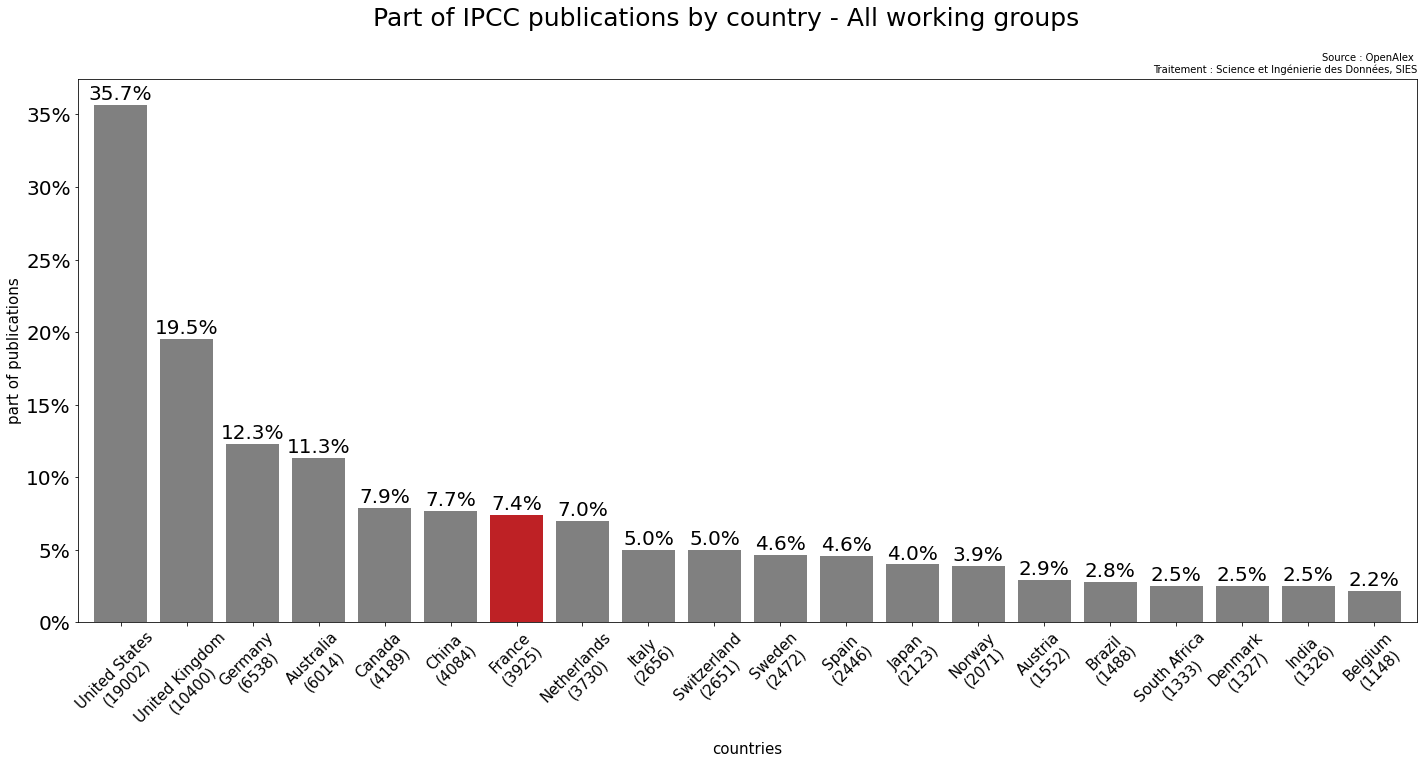 Part of IPCC publications by country - All working groups
Source : OpenAlex
Traitement : Science et Ingénierie des Données, SIES
part of publications
35%
30%
25%
20%
15%
10%
5%
0%
35.7%
19.5%
12.3%
11.3%
7.9%
7.7%
7.4%
7.0%
5.0%
5.0%
4.6%
4.6%
4.0%
3.9%
2.9%
2.8%
2.5%
2.5%
2.5%
2.2%
United States
(19002)
United Kingdom
(10400)
Germany
(6538)
Australia
(6014)
Canada
(4189)
China
(4084)
France
(3925)
Netherlands
(3730)
Italy
(2656)
Switzerland
(2651)
Sweden
(2472)
Spain
(2446)
Japan
(2123)
Norway
(2071)
Austria
(1552)
Brazil
(1488)
South Africa
(1333)
Denmark
(1327)
India
(1326)
Belgium
(1148)
countries